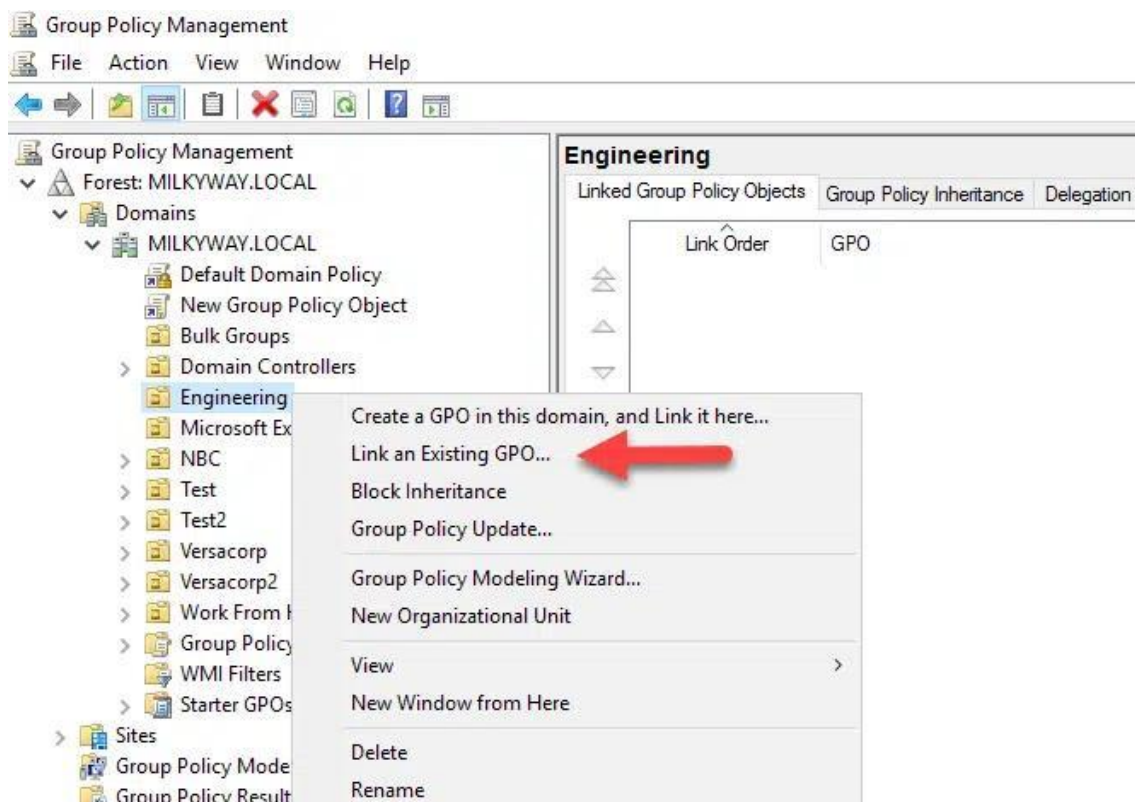 Group Policy Management
File Action View Window Help
Group Policy Management
Forest: MILKYWAY.LOCAL
Domains
MILKYWAY.LOCAL
Default Domain Policy
New Group Policy Object
Bulk Groups
Domain Controllers
Engineering
Microsoft Ex
NBC
Test
Test2
Versacorp
Versacorp2
Work From H
Group Policy
WMI Filters
Starter GPOs
Sites
Group Policy Mode
Group Policy Result
Engineering
Linked Group Policy Objects Group Policy Inheritance Delegation
Link Order GPO
Create a GPO in this domain, and Link it here...
Link an Existing GPO...
Block Inheritance
Group Policy Update...
Group Policy Modeling Wizard...
New Organizational Unit
View
New Window from Here
Delete
Rename